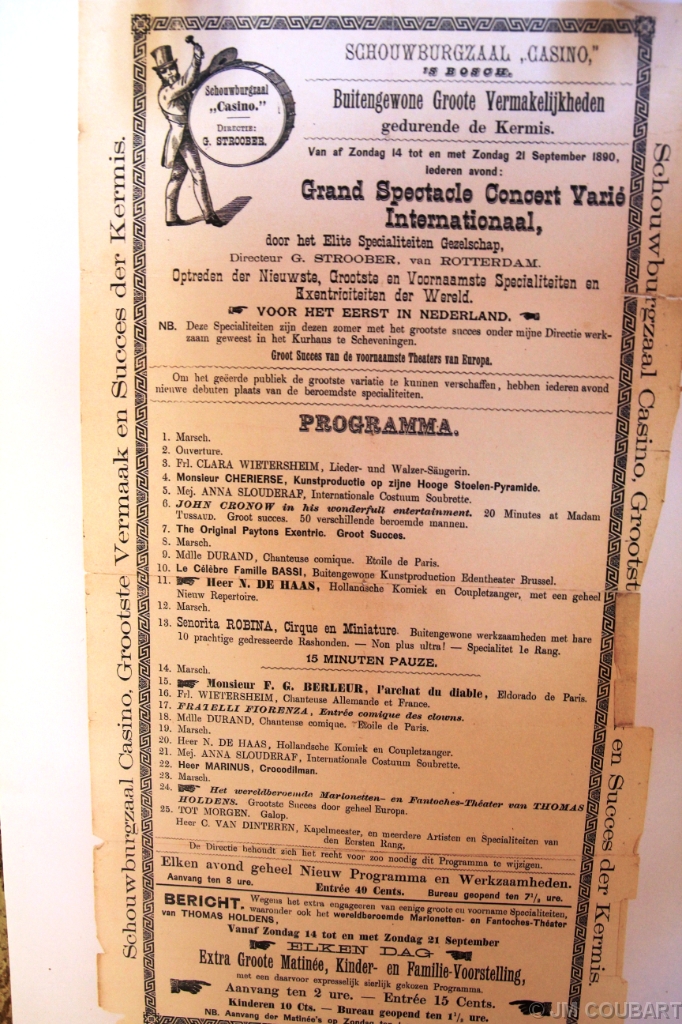 SCHOUWBURGZAAL „CASINO,"
'S BOSCH.
Schouwburgzaal
„Casino."
DIRECTIE:
G. STROOBER.
Buitengewone Groote Vermakelijkheden
gedurende de Kermis.
Van af Zondag 14 tot en met Zondag 21 September 1890,
Iederen avond:
Grand Spectacle Concert Varié
Internationaal,
door het Elite Specialiteiten Gezelschap,
Directeur G. STROOBER, van ROTTERDAM.
Optreden der Nieuwste, Grootste en Voornaamste Specialiteiten en
Exentriciteiten der Wereld.
VOOR HET EERST IN NEDERLAND.
NB. Deze Specialiteiten zijn dezen zomer met het grootste succes onder mijne Directie werk-
zaam geweest in het Kurhaus te Scheveningen.
Groot Succes van de voornaamste Theaters van Europa.
Om het geëerde publiek de grootste variatie te kunnen verschaffen, hebben iederen avond
nieuwe debuten plaats van de beroemdste specialiteiten.
PROGRAMMA.
1. Marsch.
2. Ouverture.
3. Frl. CLARA WIETERSHEIM, Lieder- und Walzer-Säugerin.
4. Monsieur CHERIERSE, Kunstproductie op zijne Hooge Stoelen-Pyramide.
5. Mej. ANNA SLOUDERAF, Internationale Costuum Soubrette.
6. JOHN CRONOW in his wonderfull entertainment. 20 Minutes at Madam
Tussaud. Groot succes. 50 verschillende beroemde mannen.
7. The Original Paytons Exentric. Groot Succes.
8. Marsch.
9. Mdlle DURAND, Chanteuse comique. Etoile de Paris.
10. Le Célébre Famille BASSI, Buitengewone Kunstproduction Edentheater Brussel.
11. Heer N. DE HAAS, Hollandsche Komiek en Coupletzanger, met een geheel
Nieuw Repertoire.
12. Marsch.
13. Senorita ROBINA, Cirque en Miniature. Buitengewone werkzaamheden met hare
10 prachtige gedresseerde Rashonden. — Non plus ultra! — Specialitet 1e Rang.
15 MINUTEN PAUZE.
14. Marsch.
15. Monsieur F. G. BERLEUR, l'archat du diable, Eldorado de Paris.
16. Frl. WIETERSHEIM, Chanteuse Allemande et France.
17. FRATELLI FIORENZA, Entrée comique des clowns.
18. Mdlle DURAND, Chanteuse comique. Etoile de Paris.
19. Marsch.
20. Heer N. DE HAAS, Hollandsche Komiek en Coupletzanger.
21. Mej. ANNA SLOUDERAF, Internationale Costuum Soubrette.
22. Heer MARINUS, Crocodilman.
23. Marsch.
24. Het wereldberoemde Marionetten- en Fantoches-Théater van THOMAS
HOLDENS. Grootste Succes door geheel Europa.
25. TOT MORGEN. Galop.
Heer C. VAN DINTEREN, Kapelmeester, en meerdere Artisten en Specialiteiten van
den Eersten Rang,
De Directie behoudt zich het recht voor zoo noodig dit Programma te wijzigen.
Elken avond geheel Nieuw Programma en Werkzaamheden.
Aanvang ten 8 ure. Entrée 40 Cents. Bureau geopend ten 7½ ure.
BERICHT. Wegens het extra engageeren van eenige groote en voorname Specialiteiten,
waaronder ook het wereldberoemde Marionetten- en Fantoches-Théater
van THOMAS HOLDENS,
Vanaf Zondag 14 tot en met Zondag 21 September
ELKEN DAG
Extra Groote Matinée, Kinder- en Familie-Voorstelling,
met een daarvoor expresselijk sierlijk gekozen Programma.
Aanvang ten 2 ure. — Entrée 15 Cents.
Kinderen 10 Cts. — Bureau geopend ten 1½ ure.
NB. Aanvang der Matinée's op Zondag
Schouwburgzaal Casino, Grootste Vermaak en Succes der Kermis.
Schouwburgzaal Casino, Grootst
en Succes der Kermis
© JM COUBART